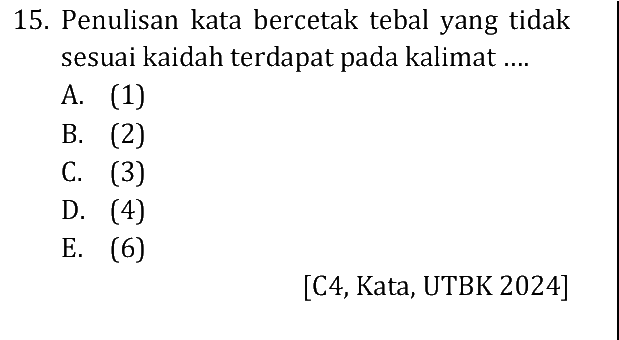 15. Penulisan kata bercetak tebal yang tidak
sesuai kaidah terdapat pada kalimat ....
A. (1)
B. (2)
C. (3)
D. (4)
E. (6)
[C4, Kata, UTBK 2024]